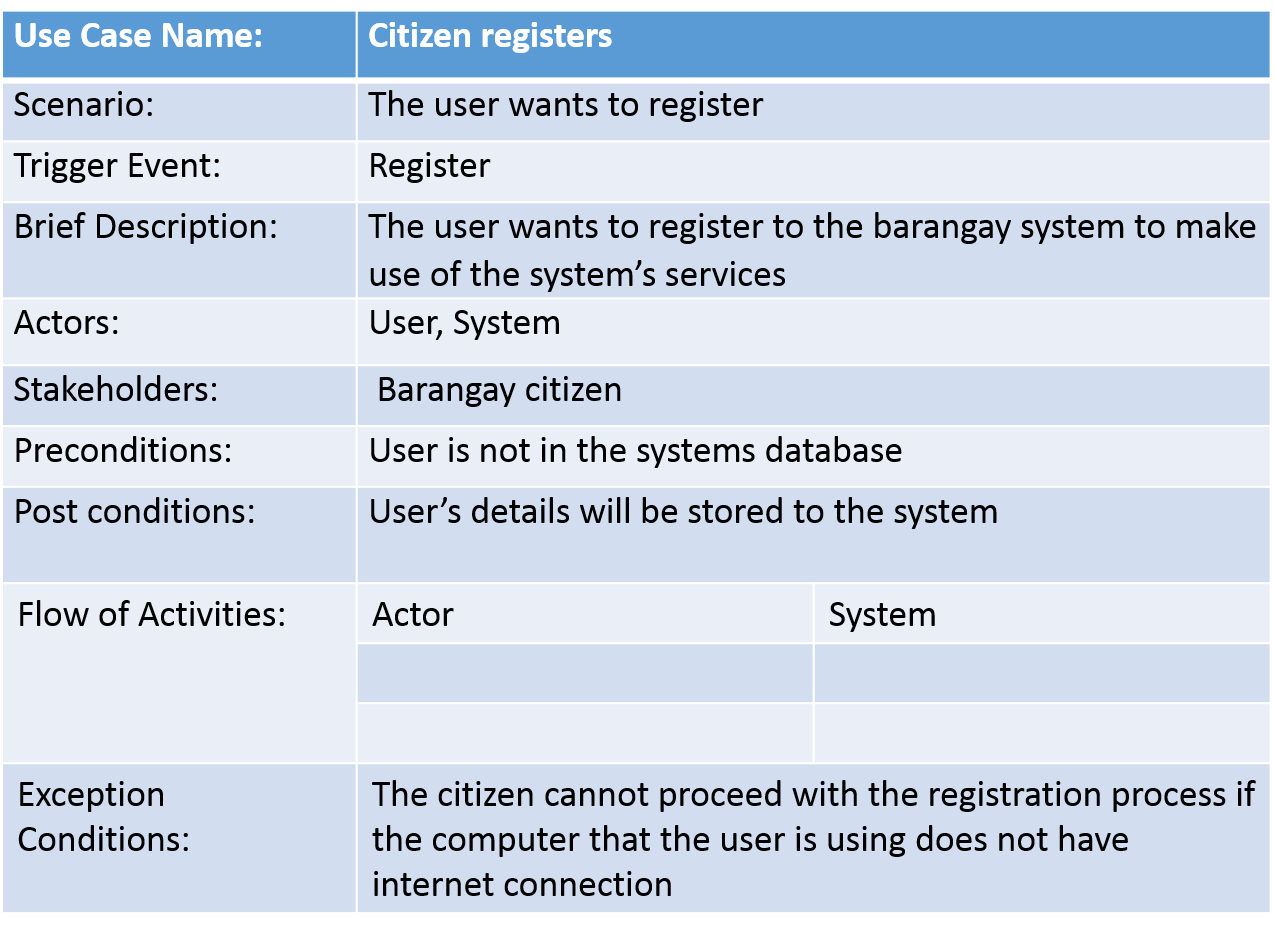 Use Case Name: Citizen registers
Scenario: The user wants to register
Trigger Event: Register
Brief Description: The user wants to register to the barangay system to make
use of the system’s services
Actors: User, System
Stakeholders: Barangay citizen
Preconditions: User is not in the systems database
Post conditions: User’s details will be stored to the system
Flow of Activities: Actor System
Exception The citizen cannot proceed with the registration process if
Conditions: the computer that the user is using does not have
internet connection